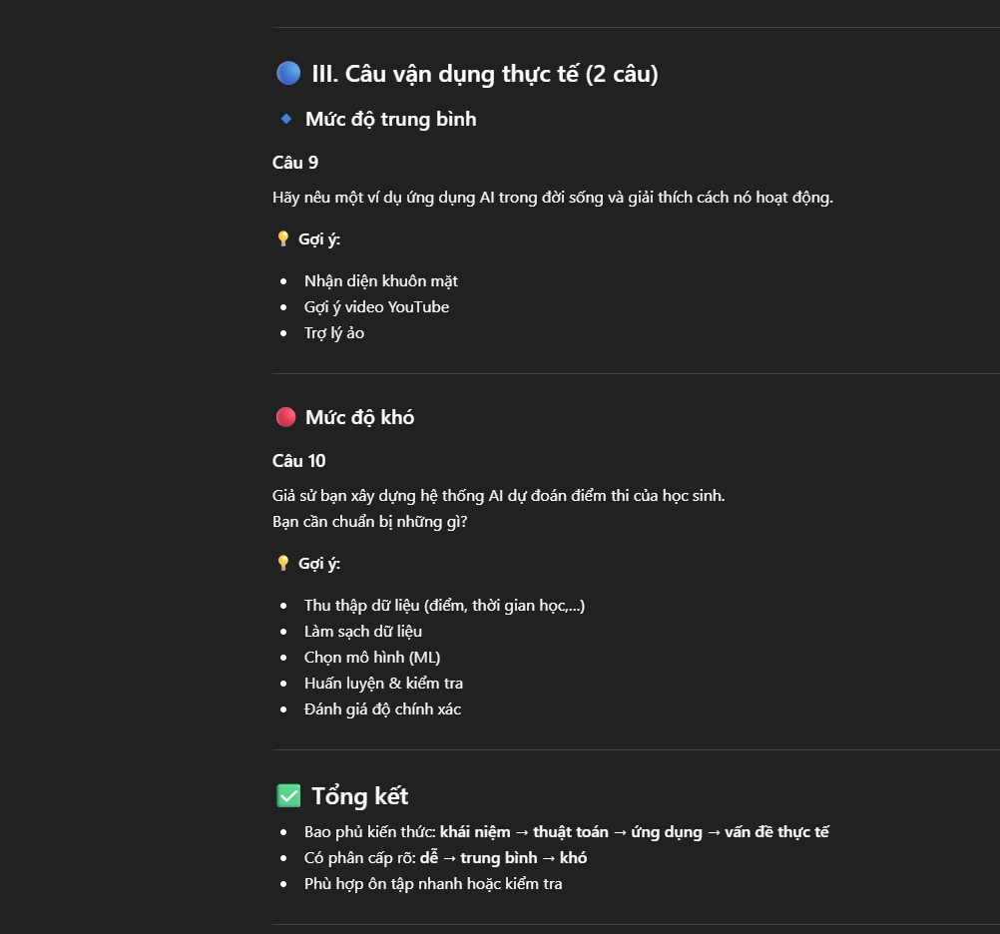 III. Câu vận dụng thực tế (2 câu)
Mức độ trung bình
Câu 9
Hãy nêu một ví dụ ứng dụng AI trong đời sống và giải thích cách nó hoạt động.
Gợi ý:
Nhận diện khuôn mặt
Gợi ý video YouTube
Trợ lý ảo
Mức độ khó
Câu 10
Giả sử bạn xây dựng hệ thống AI dự đoán điểm thi của học sinh.
Bạn cần chuẩn bị những gì?
Gợi ý:
Thu thập dữ liệu (điểm, thời gian học,...)
Làm sạch dữ liệu
Chọn mô hình (ML)
Huấn luyện & kiểm tra
Đánh giá độ chính xác
Tổng kết
Bao phủ kiến thức: khái niệm → thuật toán → ứng dụng → vấn đề thực tế
Có phân cấp rõ: dễ → trung bình → khó
Phù hợp ôn tập nhanh hoặc kiểm tra